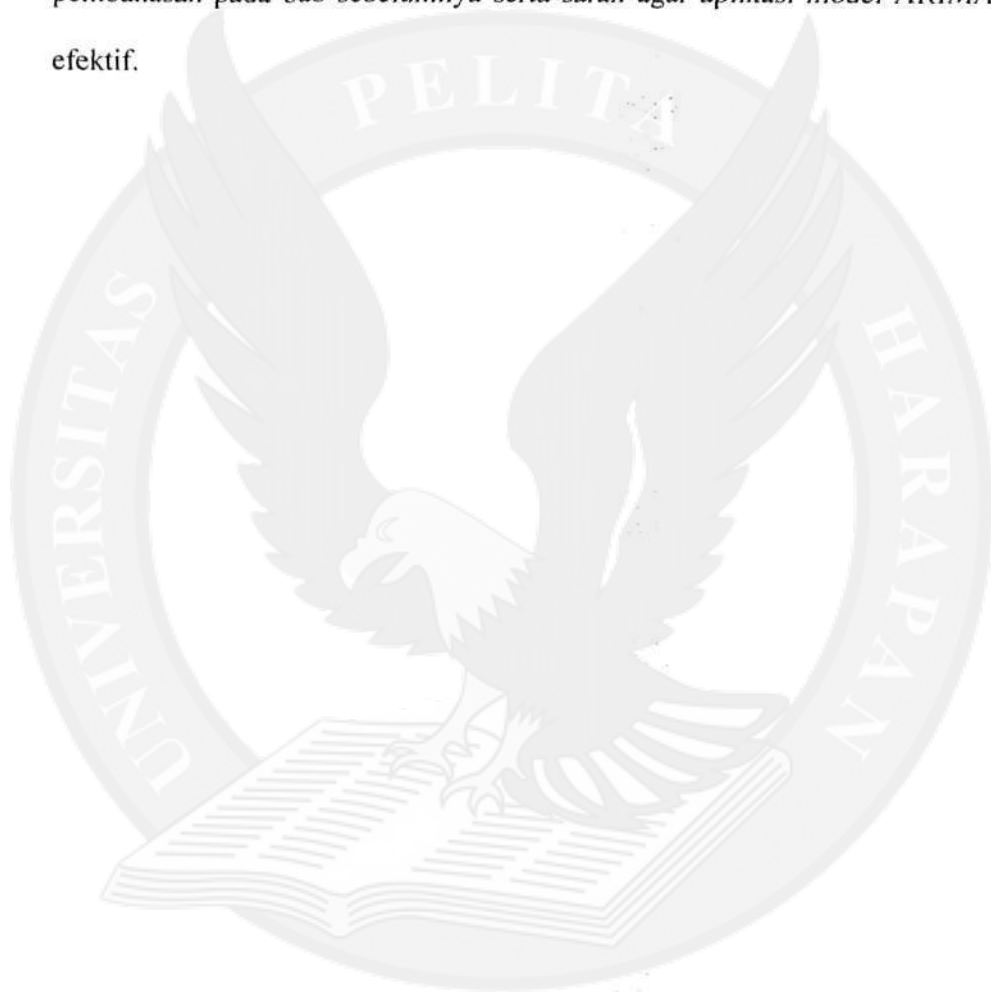 pembahasan pada bab sebelumnya serta saran agar aplikasi model ARIMA
efektif.
PELITA
UNIVERSITAS
HARAPAN